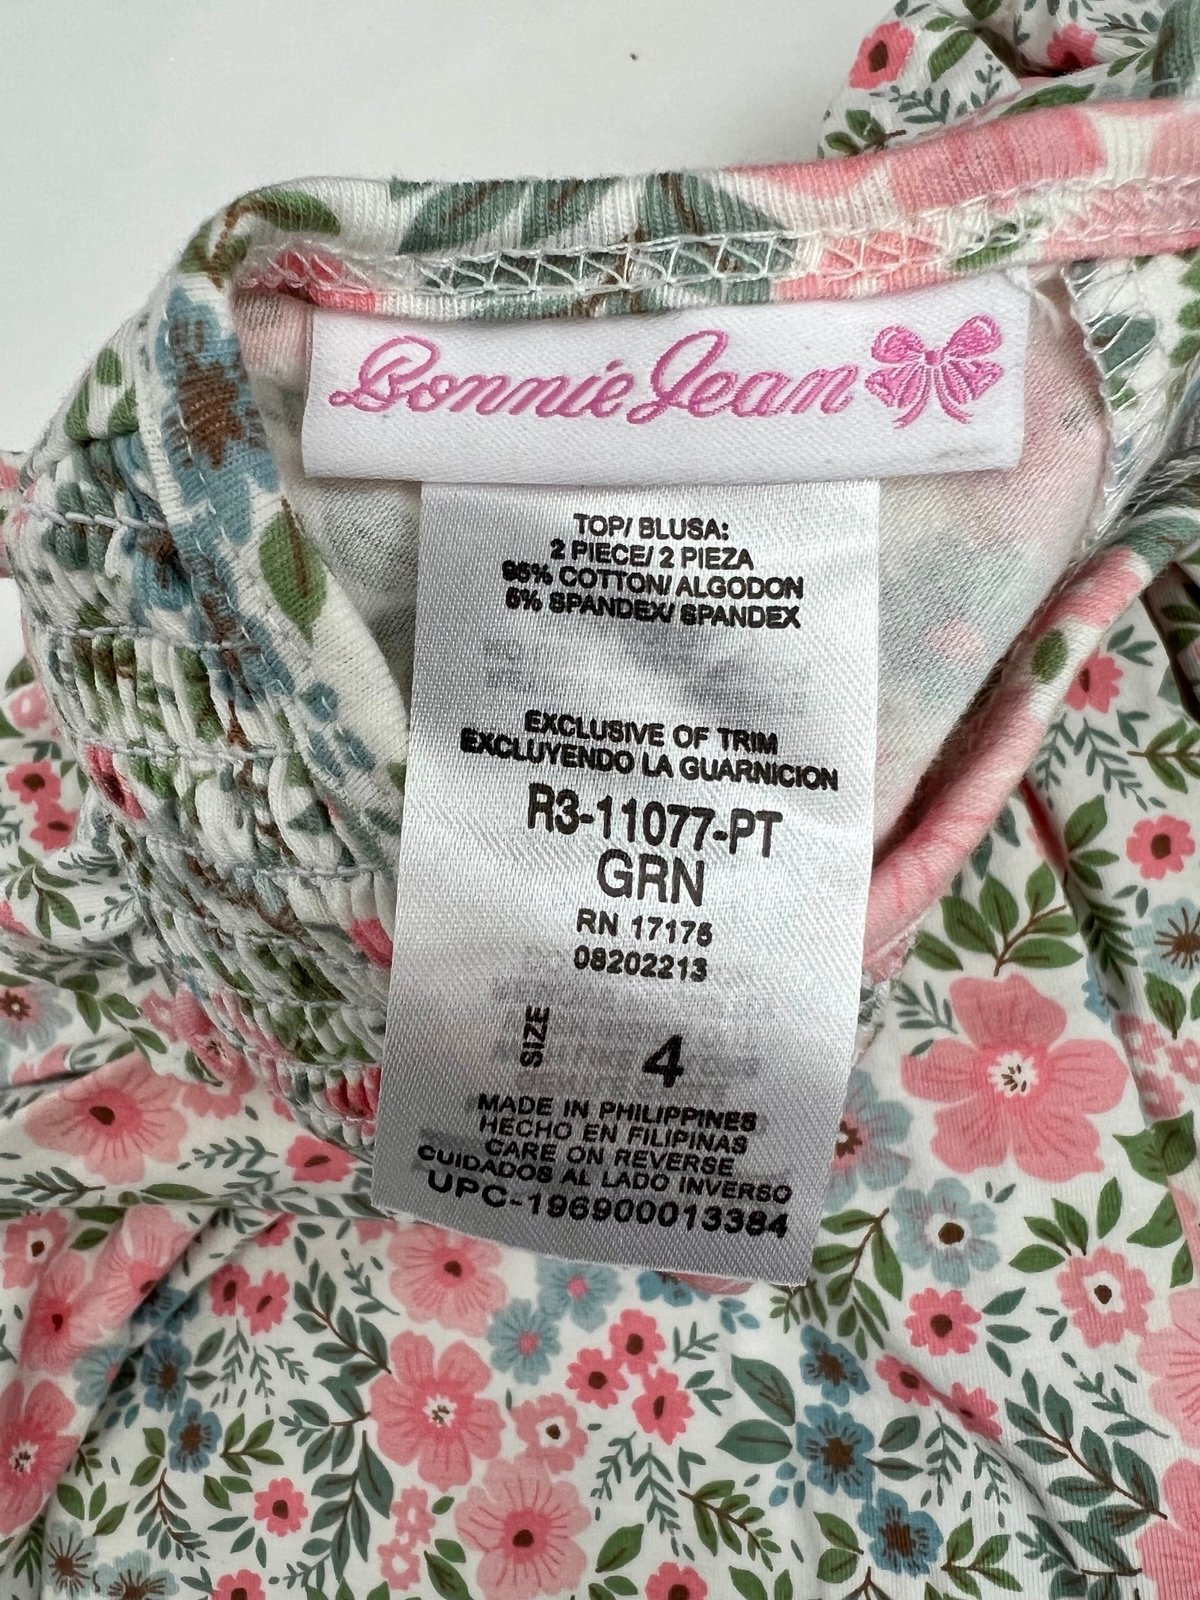 Bonnie Jean
TOP/ BLUSA:
2 PIECE/ 2 PIEZA
95% COTTON/ ALGODON
5% SPANDEX/ SPANDEX
EXCLUSIVE OF TRIM
EXCLUYENDO LA GUARNICION
R3-11077-PT
GRN
RN 17175
08202213
SIZE 4
MADE IN PHILIPPINES
HECHO EN FILIPINAS
CARE ON REVERSE
CUIDADOS AL LADO INVERSO
UPC-196900013384